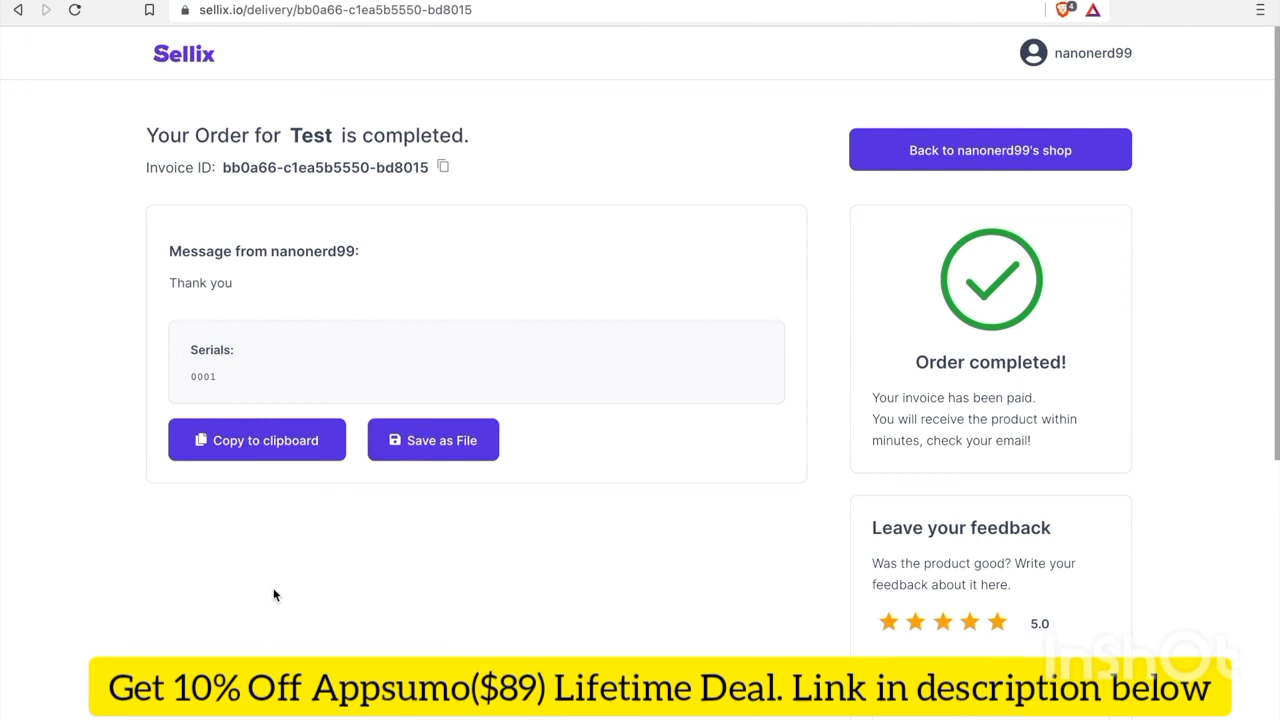 sellix.io/delivery/bb0a66-c1ea5b5550-bd8015
4
Sellix
nanonerd99
Your Order for Test is completed.
Back to nanonerd99's shop
Invoice ID: bb0a66-c1ea5b5550-bd8015
Message from nanonerd99:
Thank you
Serials:
0001
Copy to clipboard
Save as File
Order completed!
Your invoice has been paid.
You will receive the product within
minutes, check your email!
Leave your feedback
Was the product good? Write your
feedback about it here.
5.0
InShOt
Get 10% Off Appsumo($89) Lifetime Deal. Link in description below